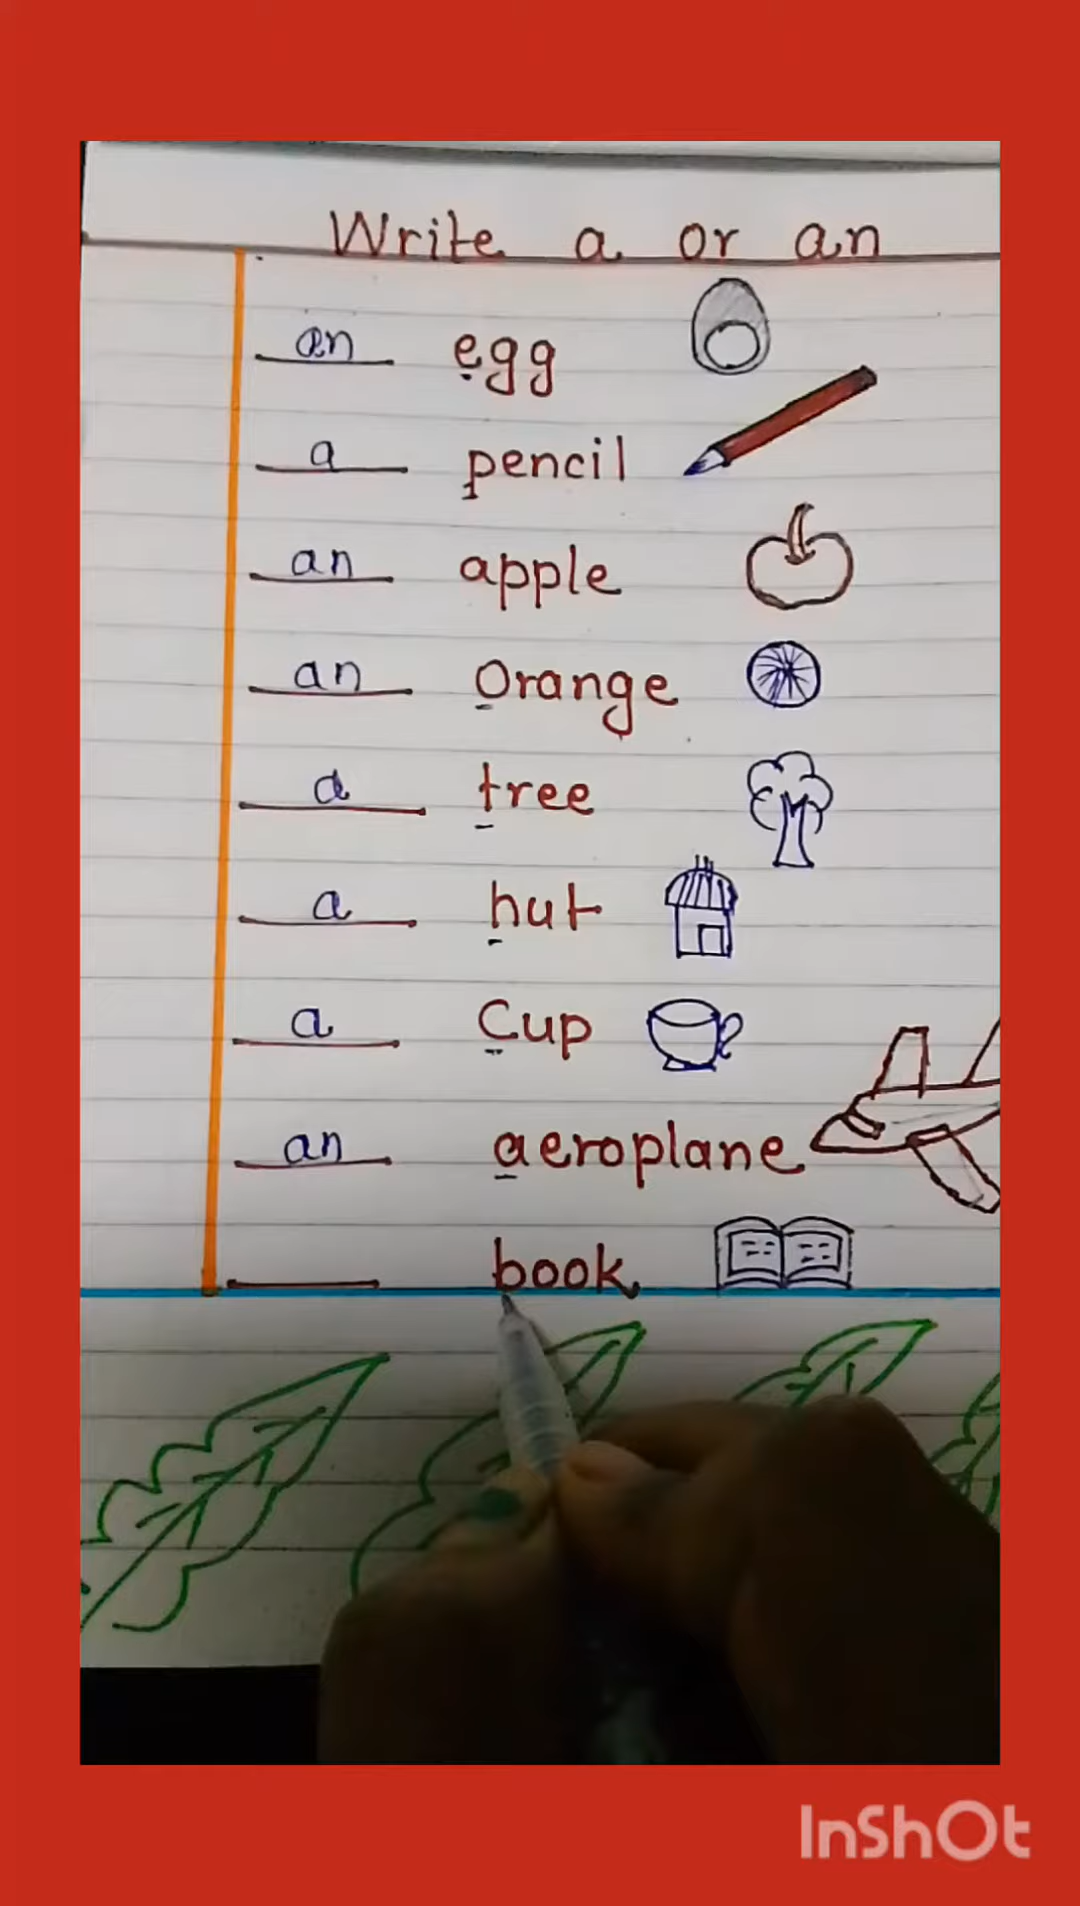 Write a or an
an egg
a pencil
an apple
an Orange
a tree
a hut
a Cup
an aeroplane
book
InShOt